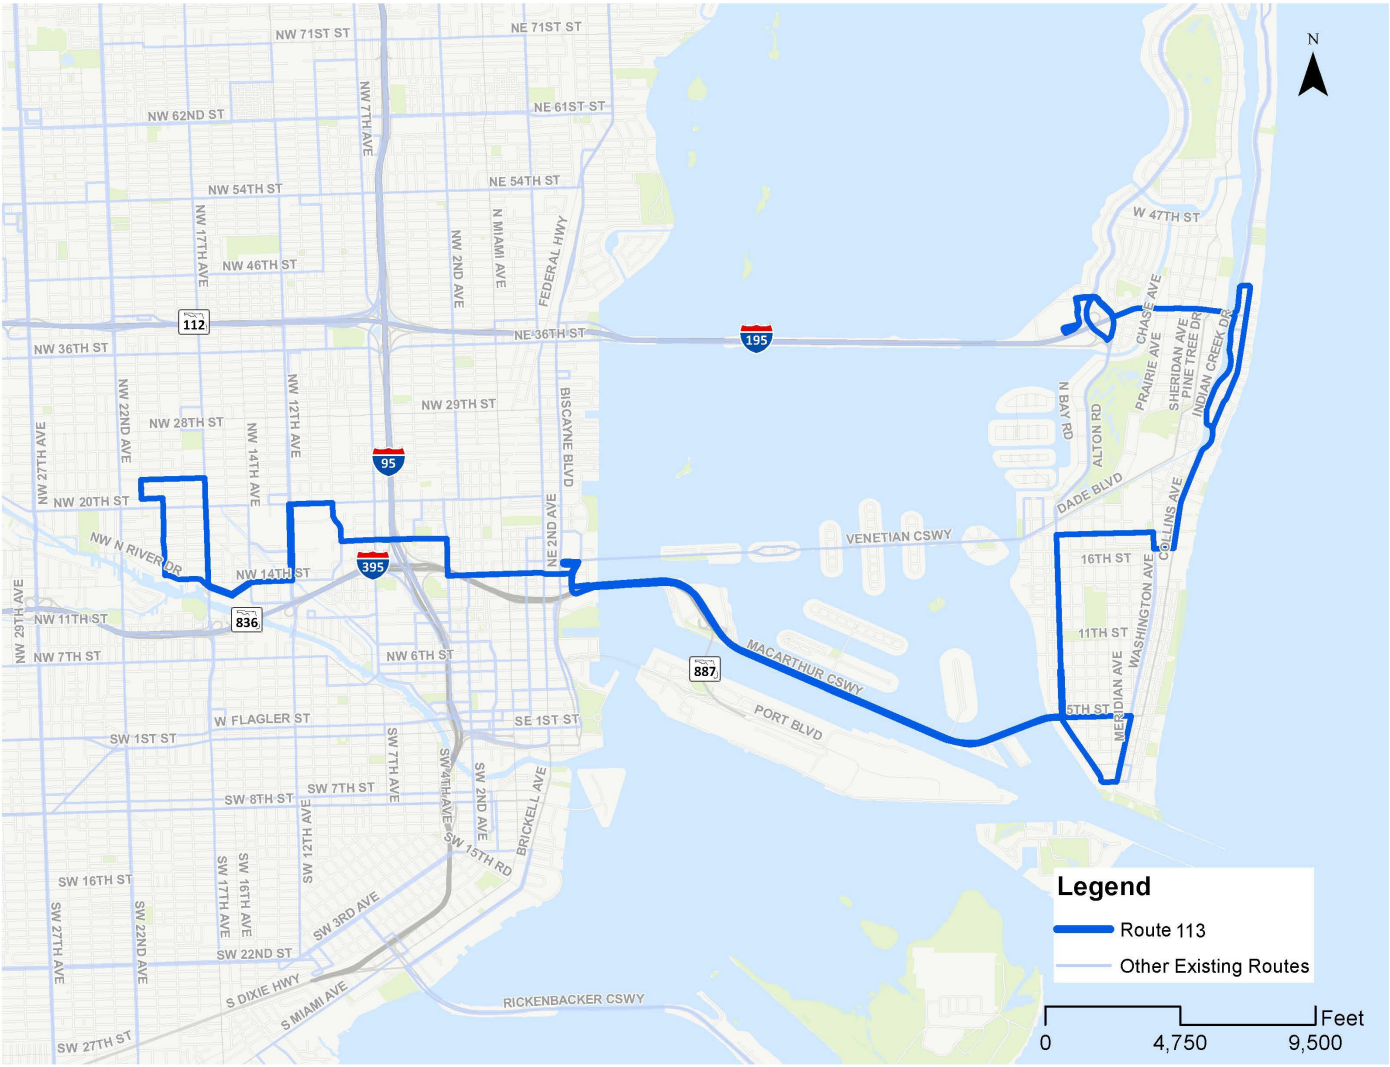 NW 71ST ST
NE 71ST ST
N
NW 7TH AVE
NW 62ND ST
NE 61ST ST
NW 54TH ST
NE 54TH ST
W 47TH ST
NW 17TH AVE
NW 2ND AVE
N MIAMI AVE
FEDERAL HWY
NW 46TH ST
112
NE 36TH ST
195
CHASE AVE
NW 36TH ST
PRAIRIE AVE
SHERIDAN AVE
PINE TREE DR
INDIAN CREEK DR
NW 22ND AVE
NW 12TH AVE
NW 29TH ST
BISCAYNE BLVD
N BAY RD
ALTON RD
NW 28TH ST
NW 27TH AVE
NW 14TH AVE
95
NW 20TH ST
NE 2ND AVE
DADE BLVD
COLLINS AVE
NW N RIVER DR
VENETIAN CSWY
16TH ST
395
NW 14TH ST
NW 29TH AVE
NW 11TH ST
836
WASHINGTON AVE
11TH ST
NW 7TH ST
NW 6TH ST
887
MACARTHUR CSWY
MERIDIAN AVE
5TH ST
W FLAGLER ST
SE 1ST ST
PORT BLVD
SW 1ST ST
SW 7TH AVE
SW 4TH AVE
SW 2ND AVE
BRICKELL AVE
SW 7TH ST
SW 8TH ST
SW 12TH AVE
SW 15TH RD
SW 16TH ST
SW 17TH AVE
SW 16TH AVE
SW 3RD AVE
SW 27TH AVE
SW 22ND AVE
SW 22ND ST
S DIXIE HWY
S MIAMI AVE
RICKENBACKER CSWY
SW 27TH ST
Legend
Route 113
Other Existing Routes
Feet
0 4,750 9,500